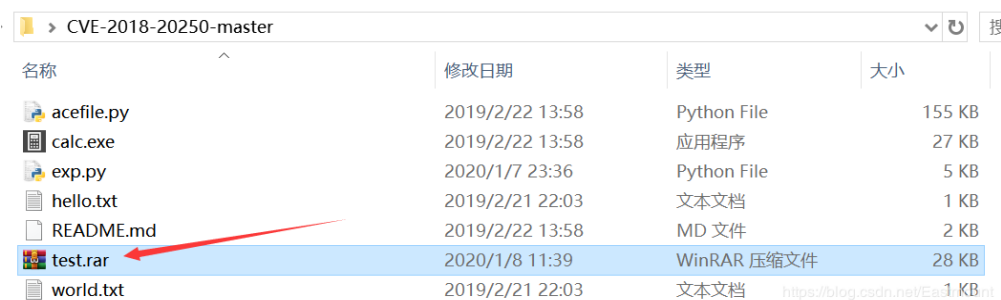 CVE-2018-20250-master 搜
名称 修改日期 类型 大小
acefile.py 2019/2/22 13:58 Python File 155 KB
calc.exe 2019/2/22 13:58 应用程序 27 KB
exp.py 2020/1/7 23:36 Python File 5 KB
hello.txt 2019/2/21 22:03 文本文档 1 KB
README.md 2019/2/22 13:58 MD 文件 2 KB
test.rar 2020/1/8 11:39 WinRAR 压缩文件 28 KB
world.txt 2019/2/21 22:03 文本文档 1 KB
https://blog.csdn.net/Eastmount